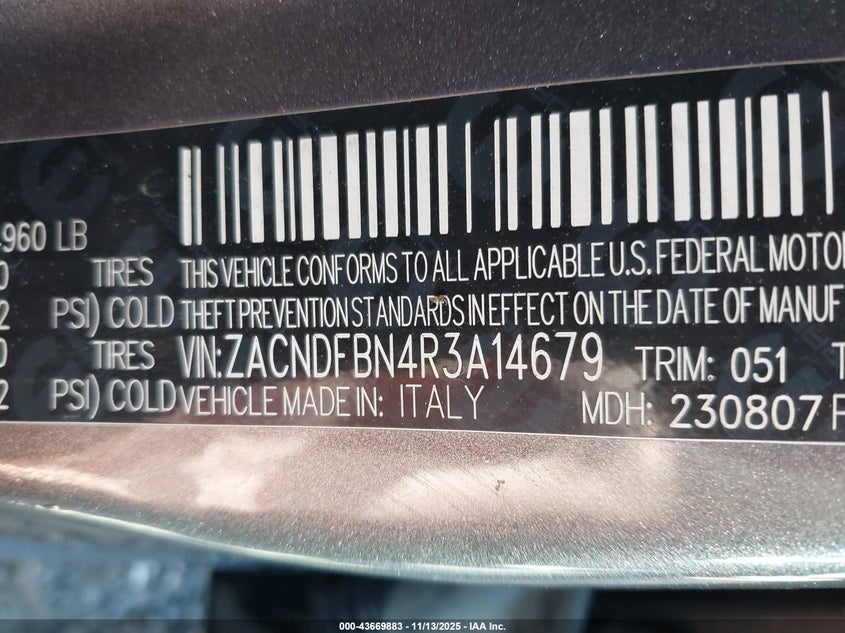 960 LB
TIRES THIS VEHICLE CONFORMS TO ALL APPLICABLE U.S. FEDERAL MOTOR
PSI) COLD THEFT PREVENTION STANDARDS IN EFFECT ON THE DATE OF MANUF
TIRES VIN:ZACNDFBN4R3A14679 TRIM: 051
PSI) COLD VEHICLE MADE IN: ITALY MDH: 230807
000-43669883 - 11/13/2025 - IAA Inc.